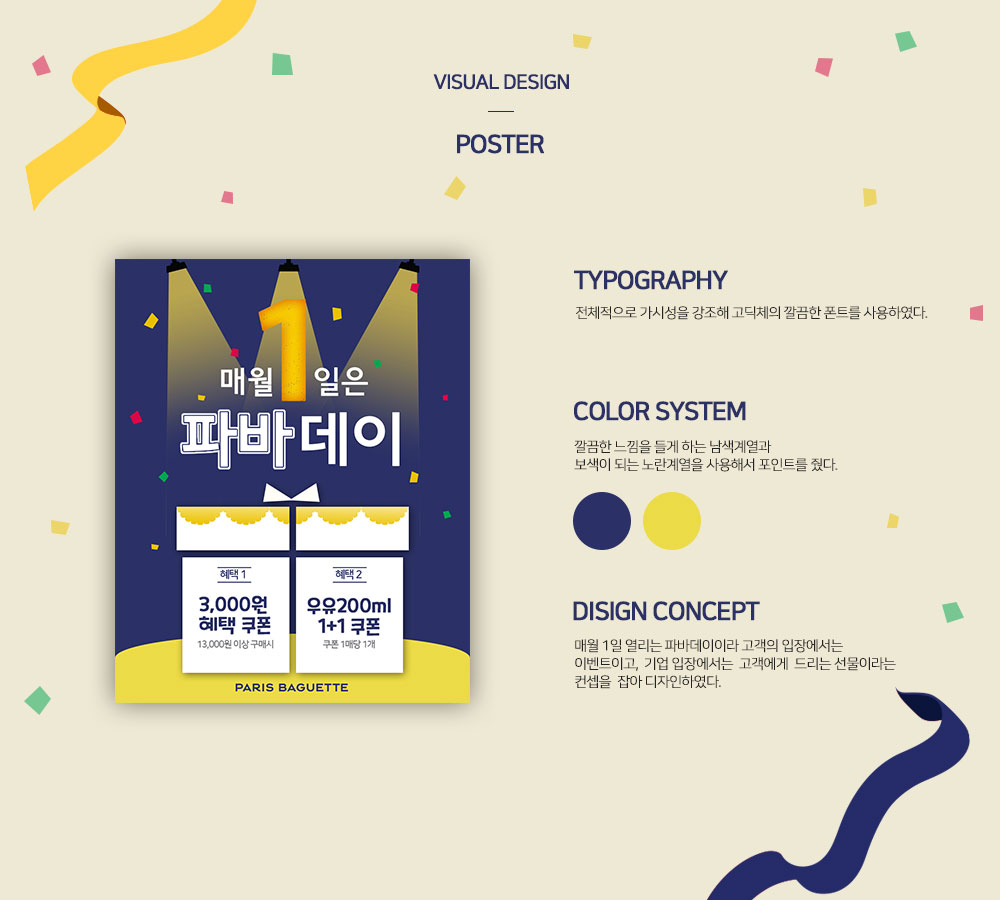 VISUAL DESIGN
POSTER
매월 1 일은
파바데이
혜택 1
3,000원
혜택 쿠폰
13,000원 이상 구매시
혜택 2
우유200ml
1+1 쿠폰
쿠폰 1매당 1개
PARIS BAGUETTE
TYPOGRAPHY
전체적으로 가시성을 강조해 고딕체의 깔끔한 폰트를 사용하였다.
COLOR SYSTEM
깔끔한 느낌을 들게 하는 남색계열과
보색이 되는 노란계열을 사용해서 포인트를 줬다.
DISIGN CONCEPT
매월 1일 열리는 파바데이이라 고객의 입장에서는
이벤트이고, 기업 입장에서는 고객에게 드리는 선물이라는
컨셉을 잡아 디자인하였다.